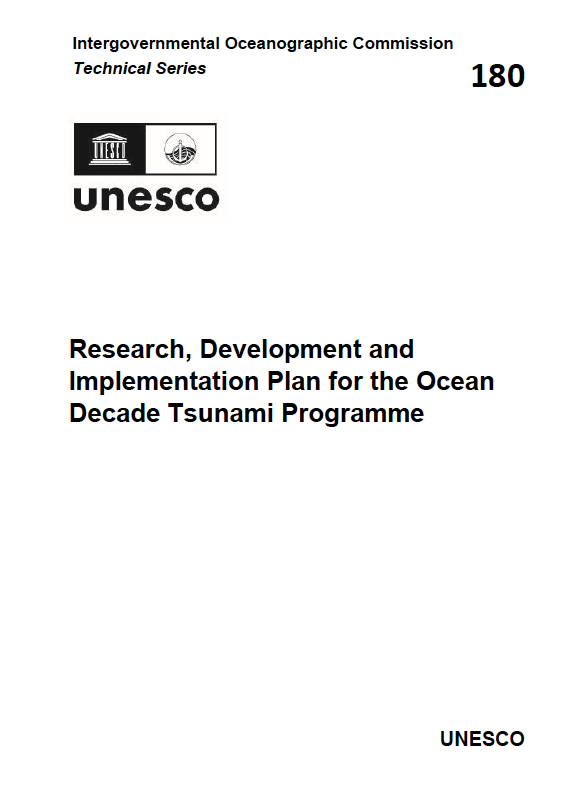 Intergovernmental Oceanographic Commission
Technical Series
180
UNESCO
unesco
Research, Development and
Implementation Plan for the Ocean
Decade Tsunami Programme
UNESCO